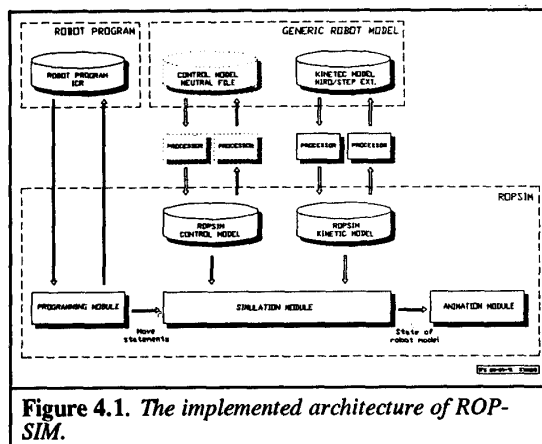 ROBOT PROGRAM
GENERIC ROBOT MODEL
ROBOT PROGRAM
ICR
CONTROL MODEL
NEUTRAL FILE
KINETEC MODEL
NIRO/STEP EXT.
PROCESSOR
PROCESSOR
PROCESSOR
PROCESSOR
ROPSIM
ROPSIM
CONTROL MODEL
ROPSIM
KINETIC MODEL
PROGRAMMING MODULE
SIMULATION MODULE
ANIMATION MODULE
Move
statements
State of
robot model
Figure 4.1. The implemented architecture of ROP-
SIM.